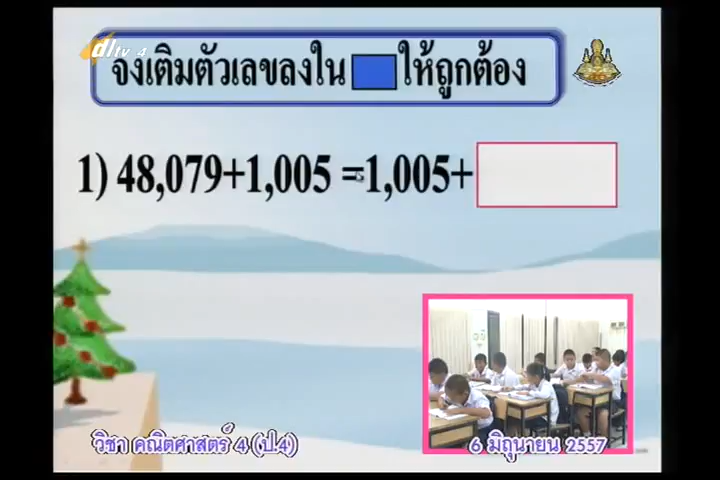 dltv 4
จงเติมตัวเลขลงใน ให้ถูกต้อง
1) 48,079+1,005 =1,005+
วิชา คณิตศาสตร์ 4 (ป.4)
6 มิถุนายน 2557